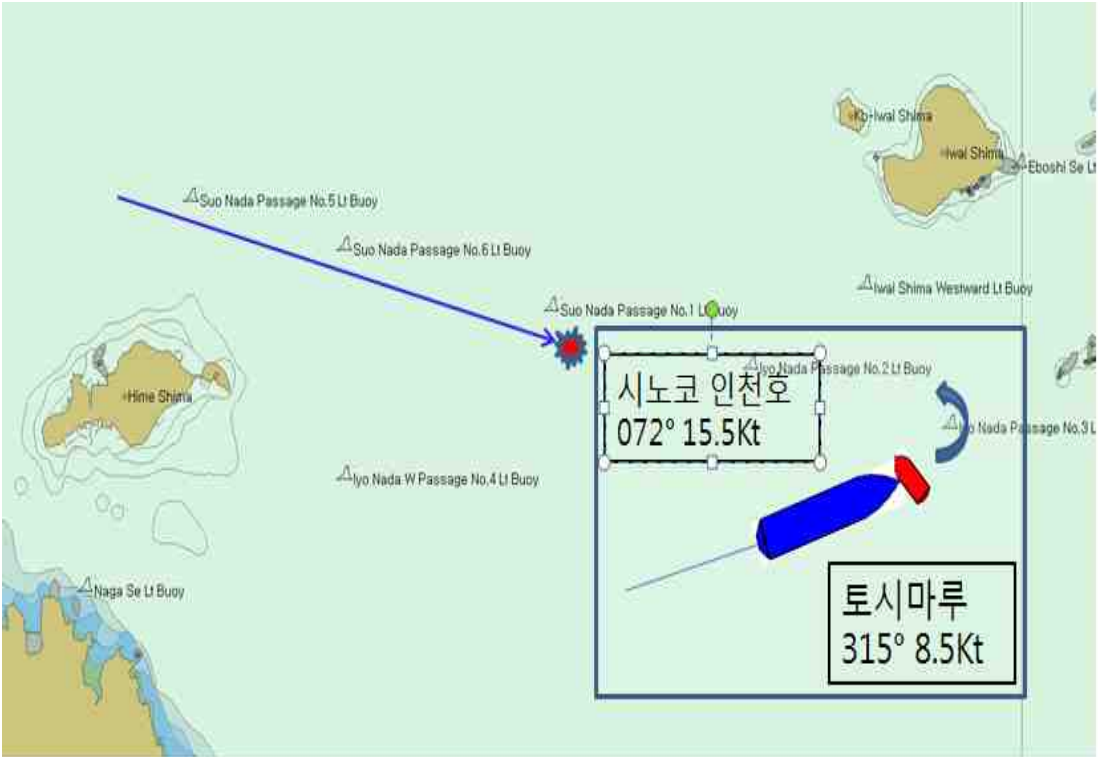 Ko-Iwai Shima
Iwai Shima
Eboshi Se Lt
Suo Nada Passage No.5 Lt Buoy
Suo Nada Passage No.6 Lt Buoy
Iwai Shima Westward Lt Buoy
Suo Nada Passage No.1 Lt Buoy
Iyo Nada Passage No.2 Lt Buoy
시노코 인천호
072° 15.5Kt
Hime Shima
Iyo Nada Passage No.3 L
Iyo Nada W Passage No.4 Lt Buoy
Naga Se Lt Buoy
토시마루
315° 8.5Kt